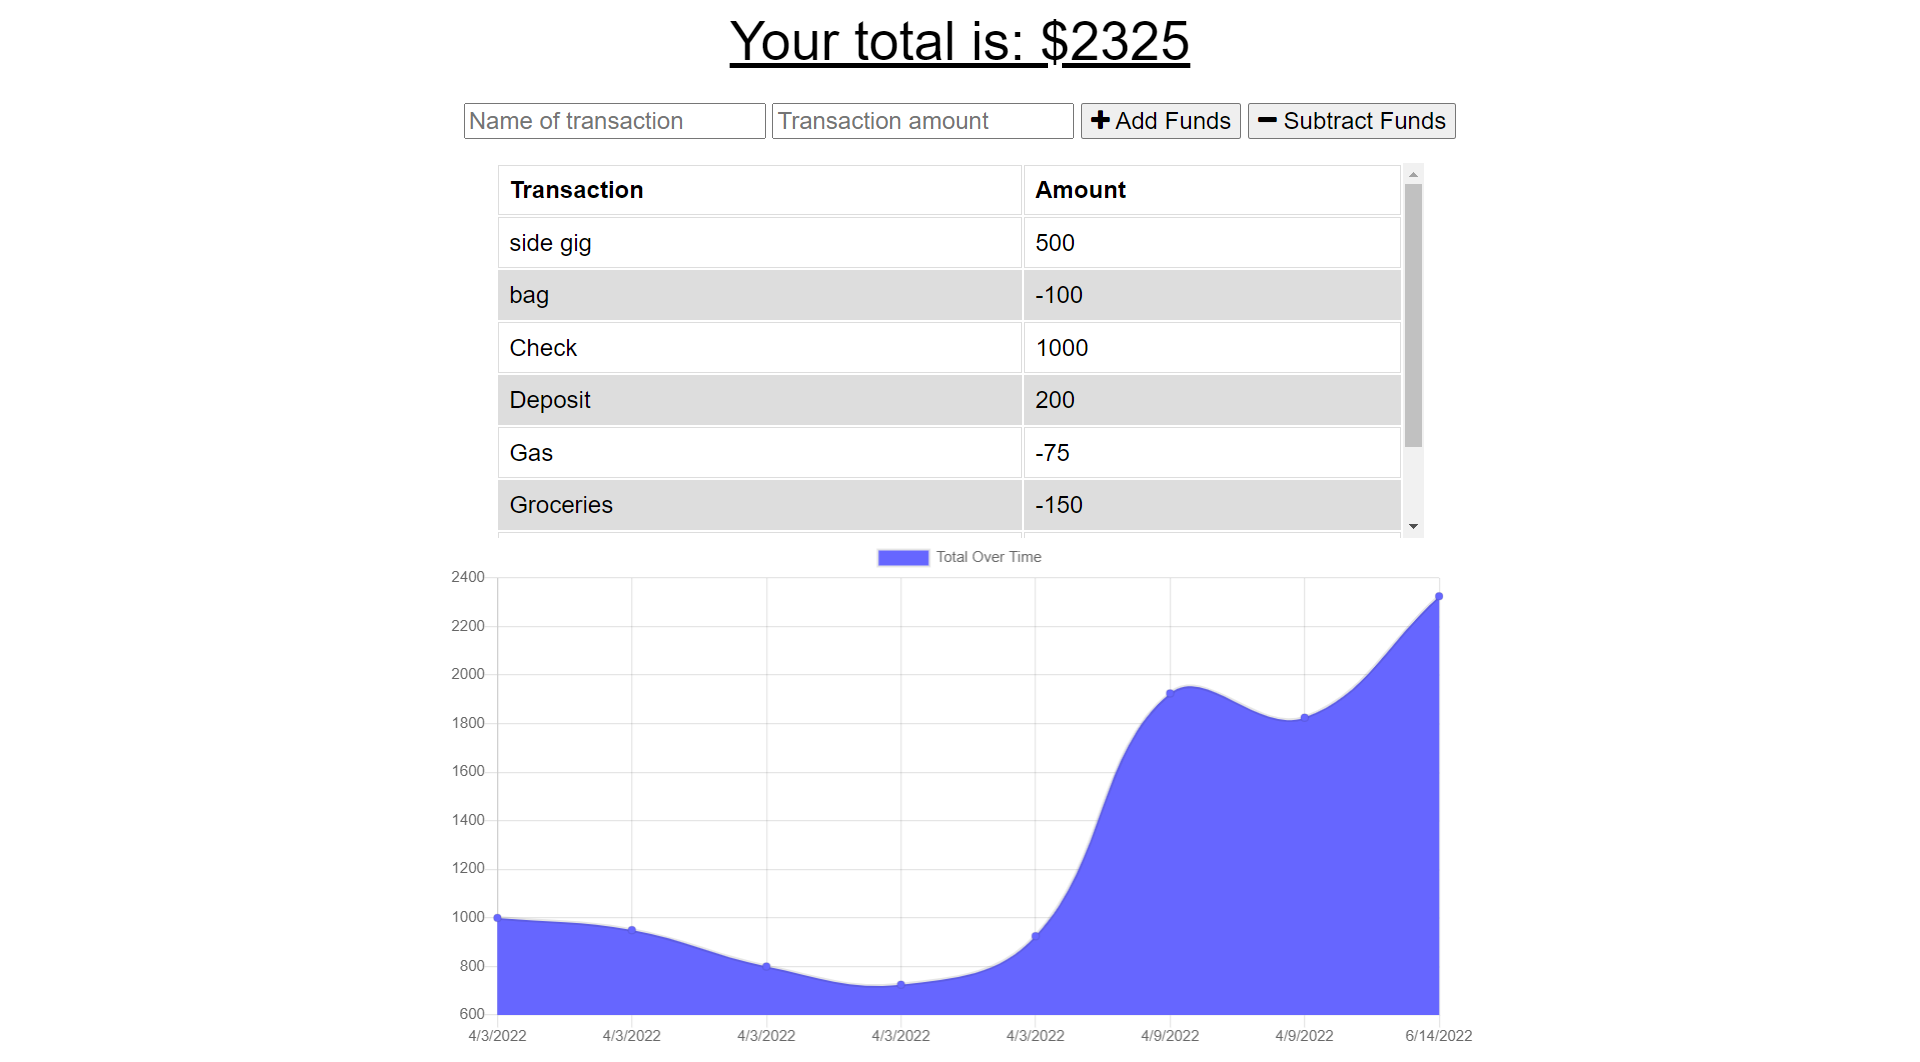 Your total is: $2325
Name of transaction Transaction amount Add Funds Subtract Funds
Transaction Amount
side gig 500
bag -100
Check 1000
Deposit 200
Gas -75
Groceries -150
Total Over Time
2400
2200
2000
1800
1600
1400
1200
1000
800
600
4/3/2022 4/3/2022 4/3/2022 4/3/2022 4/3/2022 4/9/2022 4/9/2022 6/14/2022